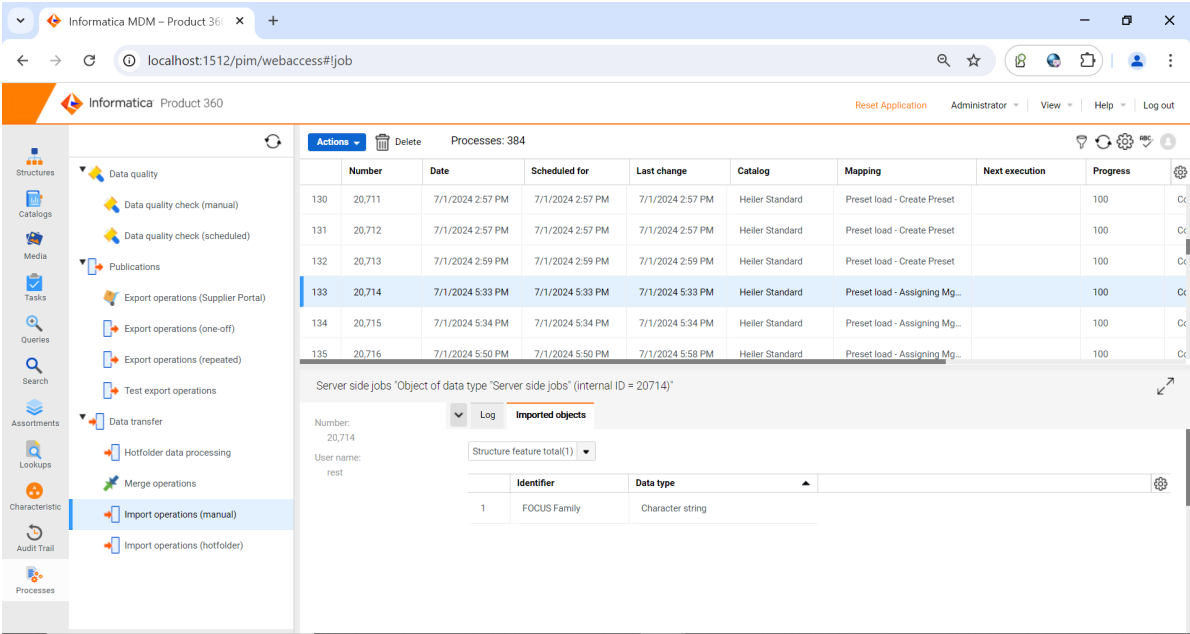 Informatica MDM – Product 36
localhost:1512/pim/webaccess#!job
Informatica Product 360
Reset Application Administrator View Help Log out
Structures
Catalogs
Media
Tasks
Queries
Search
Assortments
Lookups
Characteristic
Audit Trail
Processes
Data quality
Data quality check (manual)
Data quality check (scheduled)
Publications
Export operations (Supplier Portal)
Export operations (one-off)
Export operations (repeated)
Test export operations
Data transfer
Hotfolder data processing
Merge operations
Import operations (manual)
Import operations (hotfolder)
Actions Delete Processes: 384 ABC
Number Date Scheduled for Last change Catalog Mapping Next execution Progress
130 20,711 7/1/2024 2:57 PM 7/1/2024 2:57 PM 7/1/2024 2:57 PM Heiler Standard Preset load - Create Preset 100 Co
131 20,712 7/1/2024 2:57 PM 7/1/2024 2:57 PM 7/1/2024 2:57 PM Heiler Standard Preset load - Create Preset 100 Co
132 20,713 7/1/2024 2:59 PM 7/1/2024 2:59 PM 7/1/2024 2:59 PM Heiler Standard Preset load - Create Preset 100 Co
133 20,714 7/1/2024 5:33 PM 7/1/2024 5:33 PM 7/1/2024 5:33 PM Heiler Standard Preset load - Assigning Mg... 100 Co
134 20,715 7/1/2024 5:34 PM 7/1/2024 5:34 PM 7/1/2024 5:34 PM Heiler Standard Preset load - Assigning Mg... 100 Co
135 20,716 7/1/2024 5:50 PM 7/1/2024 5:50 PM 7/1/2024 5:58 PM Heiler Standard Preset load - Assigning Mg... 100 Co
Server side jobs "Object of data type "Server side jobs" (internal ID = 20714)"
Number:
20,714
User name:
rest
Log Imported objects
Structure feature total(1)
Identifier Data type
1 FOCUS Family Character string